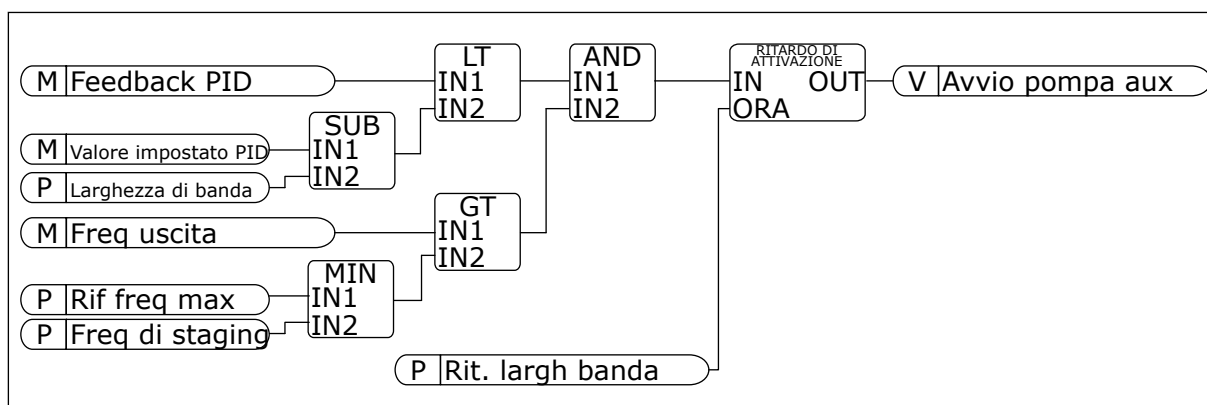 LT
AND
RITARDO DI
ATTIVAZIONE
M Feedback PID
IN1
IN1
IN OUT
V Avvio pompa aux
IN2
IN2
ORA
SUB
M Valore impostato PID
IN1
P Larghezza di banda
IN2
GT
M Freq uscita
IN1
IN2
MIN
P Rif freq max
IN1
P Freq di staging
IN2
P Rit. largh banda